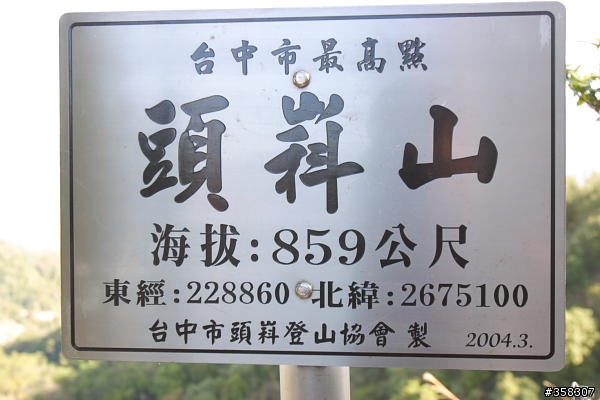 台中市最高點
頭嵙山
海拔:859公尺
東經:228860 北緯:2675100
台中市頭嵙登山協會 製 2004.3.
#358307